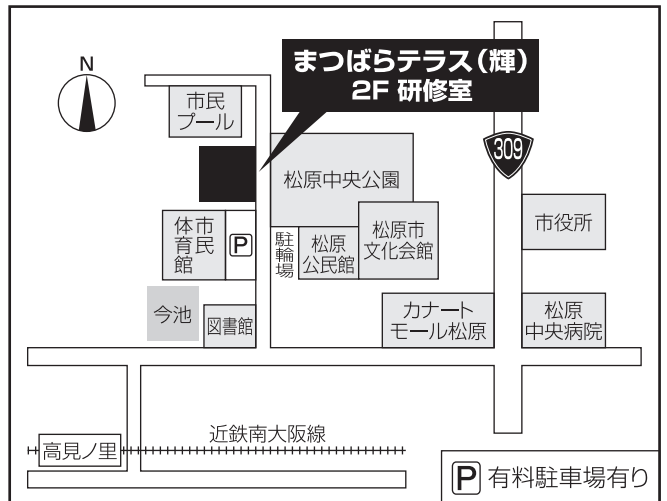 N
まつばらテラス（輝）
2F 研修室
市民
プール
309
松原中央公園
市民
体育館
P
駐輪場
松原
公民館
松原市
文化会館
市役所
今池
図書館
カナート
モール松原
松原
中央病院
近鉄南大阪線
高見ノ里
P 有料駐車場有り